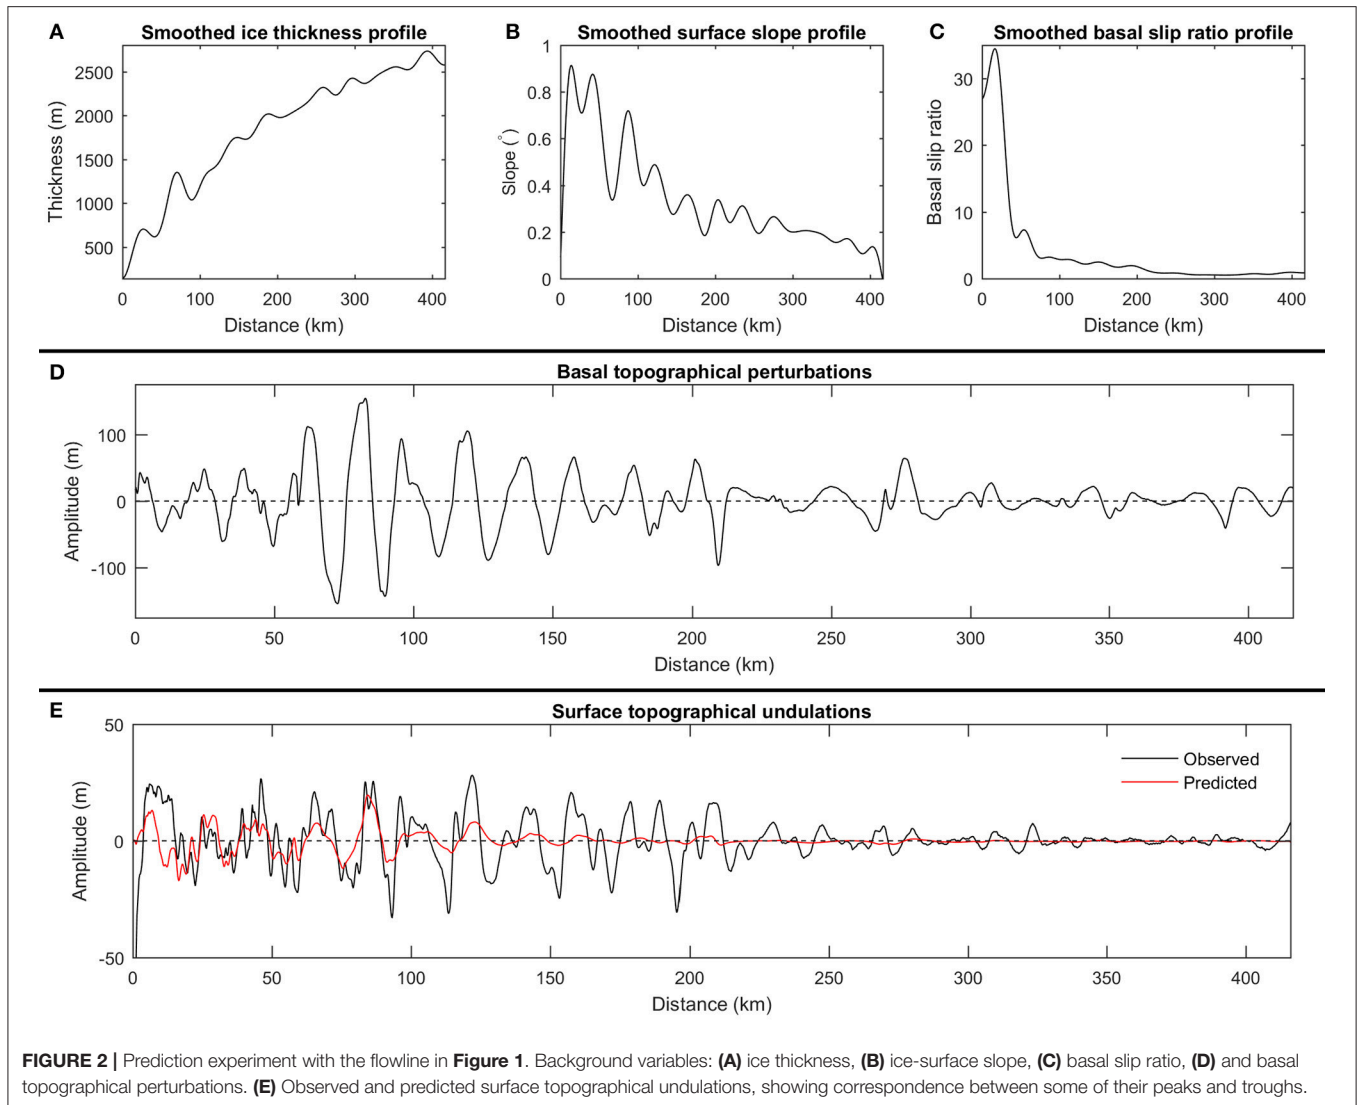 A Smoothed ice thickness profile
2500
2000
1500
1000
500
0 100 200 300 400
Thickness (m)
Distance (km)
B Smoothed surface slope profile
1
0.8
0.6
0.4
0.2
0
0 100 200 300 400
Slope (°)
Distance (km)
C Smoothed basal slip ratio profile
30
20
10
0
0 100 200 300 400
Basal slip ratio
Distance (km)
D Basal topographical perturbations
100
0
-100
0 50 100 150 200 250 300 350 400
Amplitude (m)
Distance (km)
E Surface topographical undulations
50
0
-50
0 50 100 150 200 250 300 350 400
Amplitude (m)
Distance (km)
Observed
Predicted
FIGURE 2 | Prediction experiment with the flowline in Figure 1. Background variables: (A) ice thickness, (B) ice-surface slope, (C) basal slip ratio, (D) and basal
topographical perturbations. (E) Observed and predicted surface topographical undulations, showing correspondence between some of their peaks and troughs.